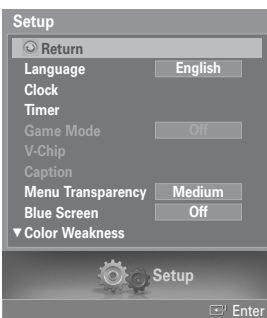 Setup
Return
Language English
Clock
Timer
Game Mode Off
V-Chip
Caption
Menu Transparency Medium
Blue Screen Off
▼Color Weakness
Setup
Enter